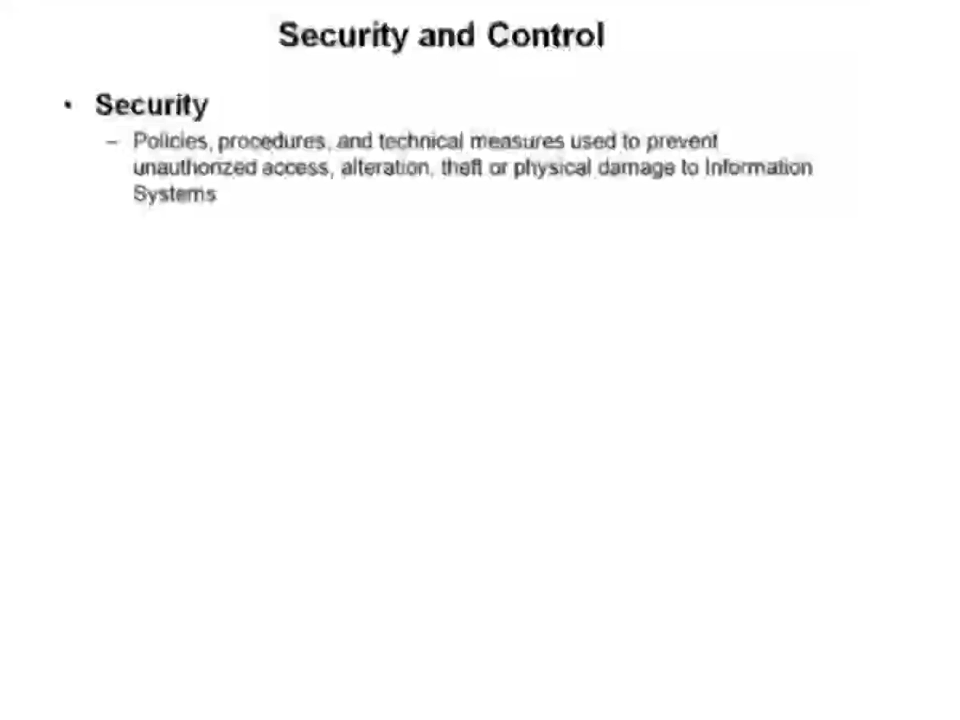 Security and Control
• Security
– Policies, procedures, and technical measures used to prevent
unauthorized access, alteration, theft or physical damage to Information
Systems